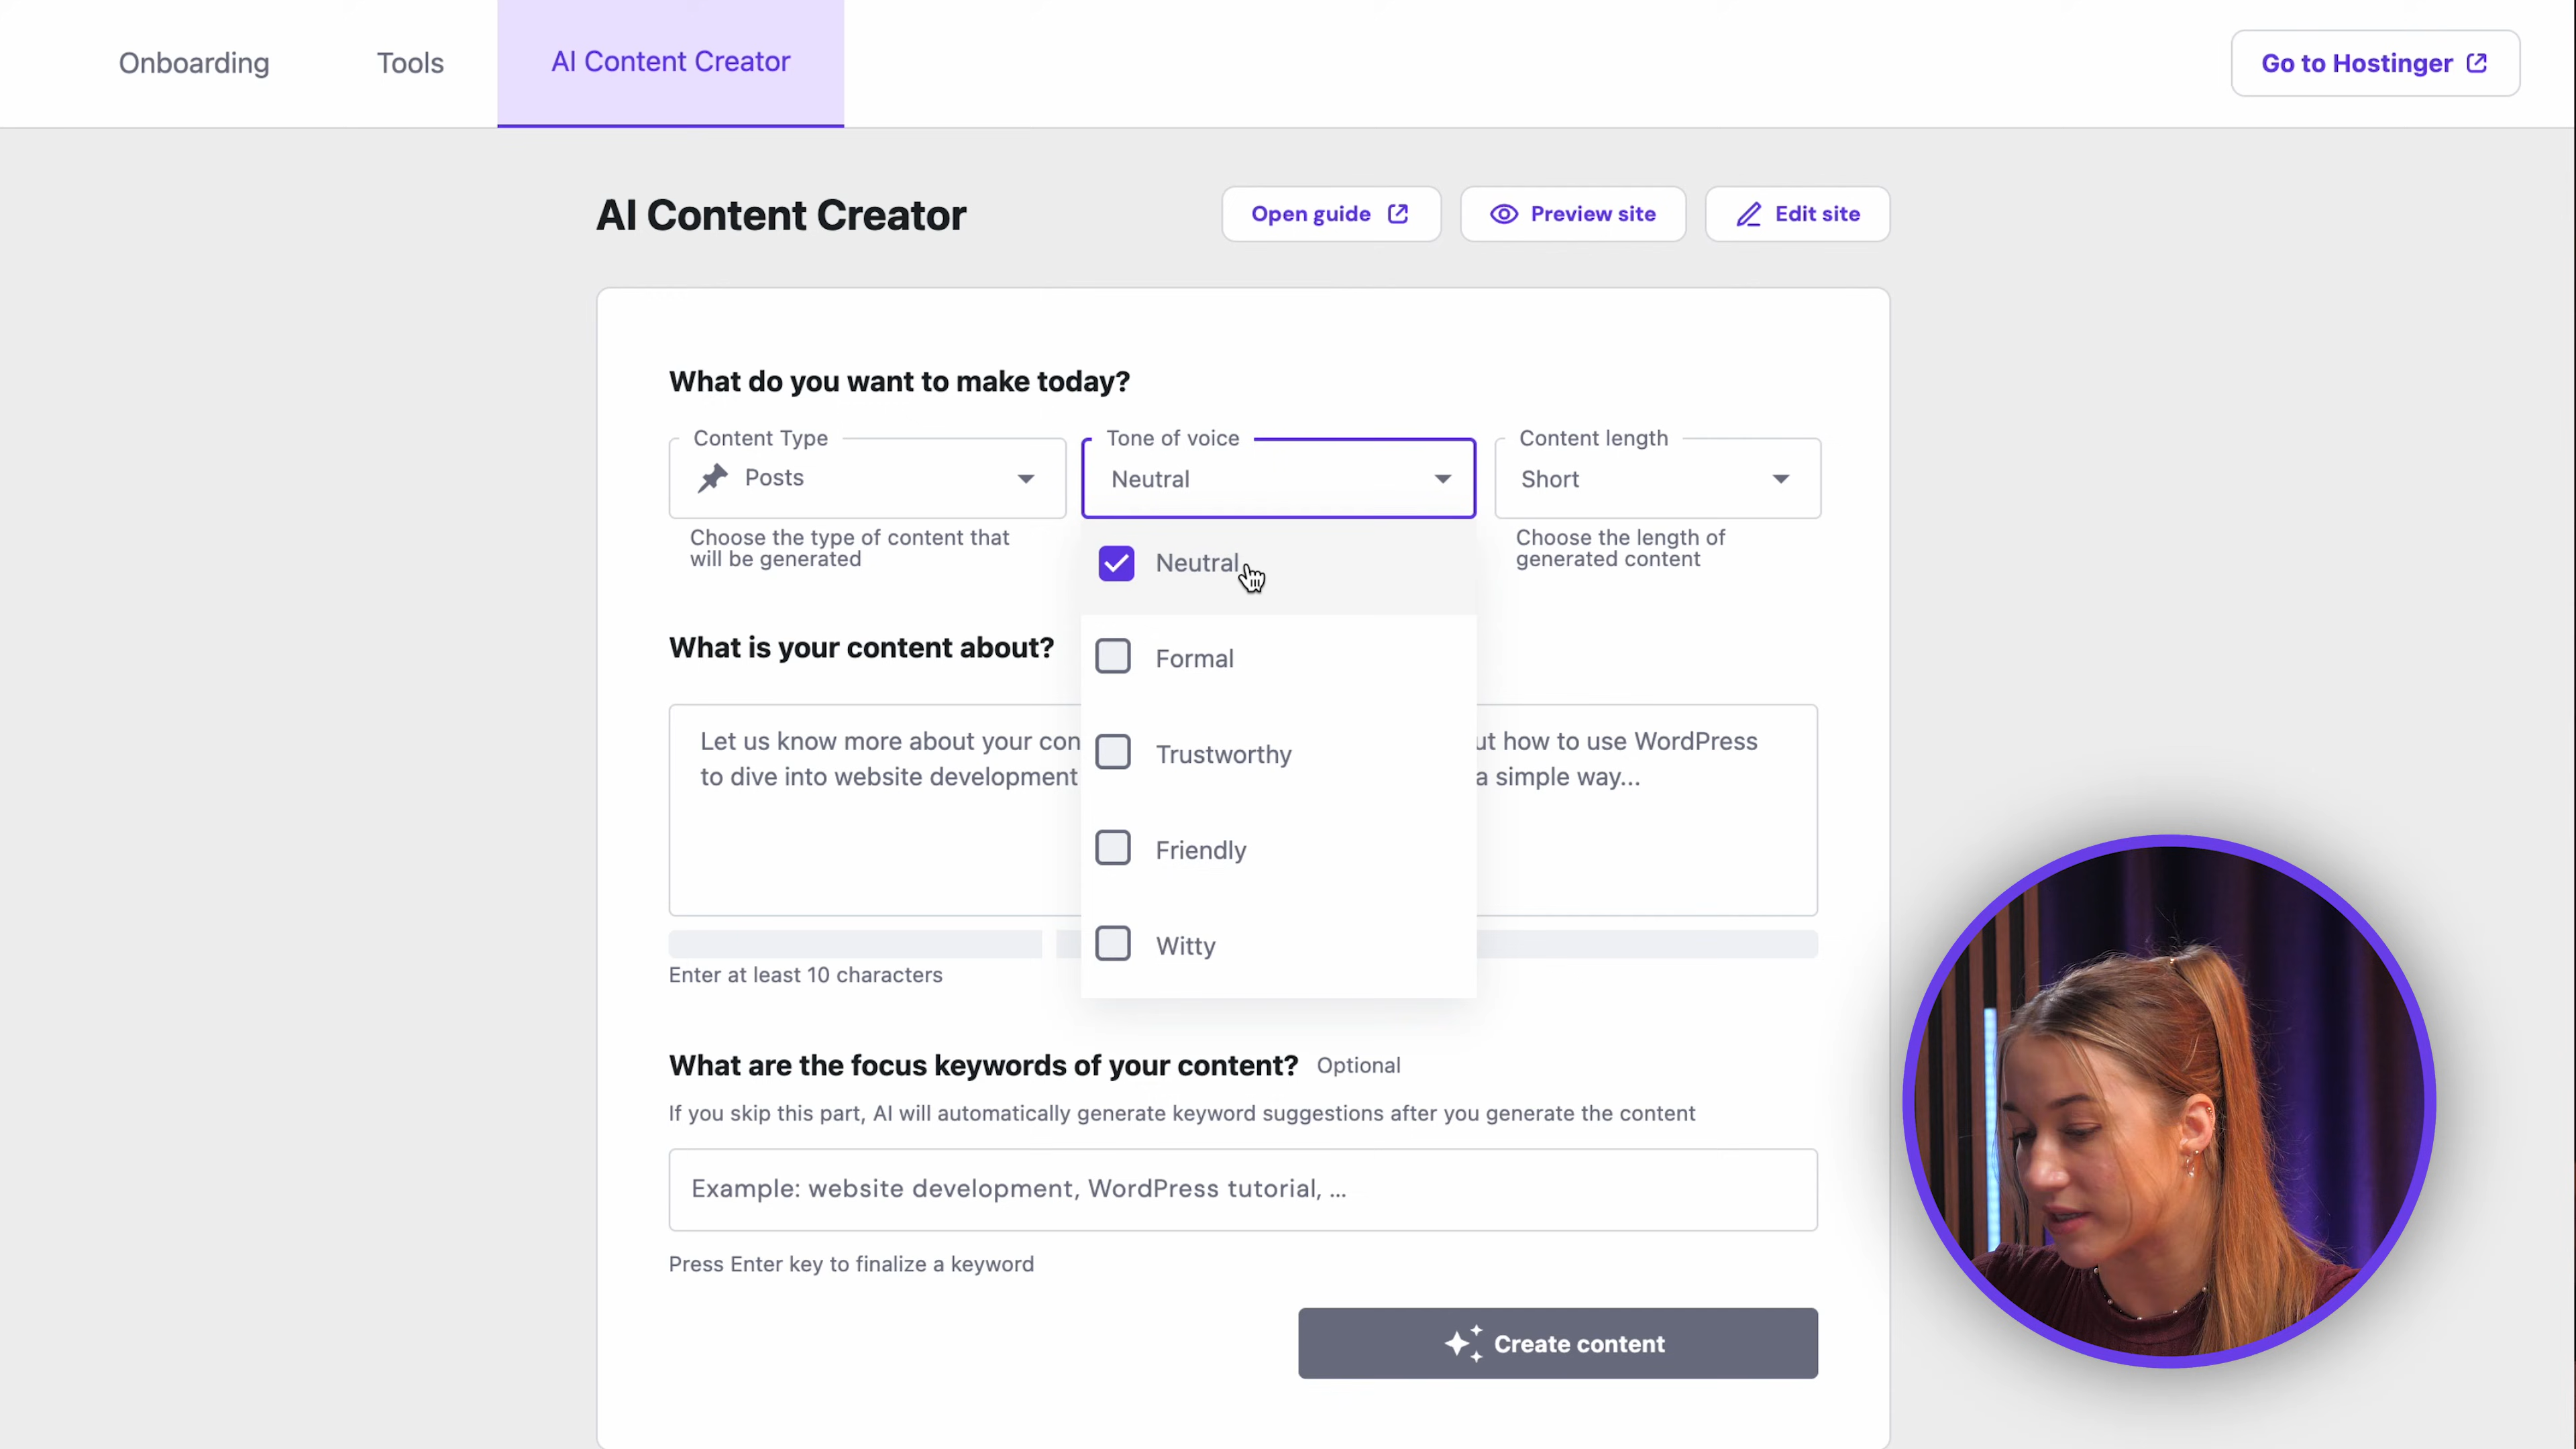 Onboarding
Tools
AI Content Creator
Go to Hostinger
AI Content Creator
Open guide
Preview site
Edit site
What do you want to make today?
Content Type
Posts
Choose the type of content that
will be generated
Tone of voice
Neutral
Content length
Short
Choose the length of
generated content
Neutral
Formal
Trustworthy
Friendly
Witty
What is your content about?
Let us know more about your con ut how to use WordPress
to dive into website development a simple way...
Enter at least 10 characters
What are the focus keywords of your content? Optional
If you skip this part, AI will automatically generate keyword suggestions after you generate the content
Example: website development, WordPress tutorial, ...
Press Enter key to finalize a keyword
Create content